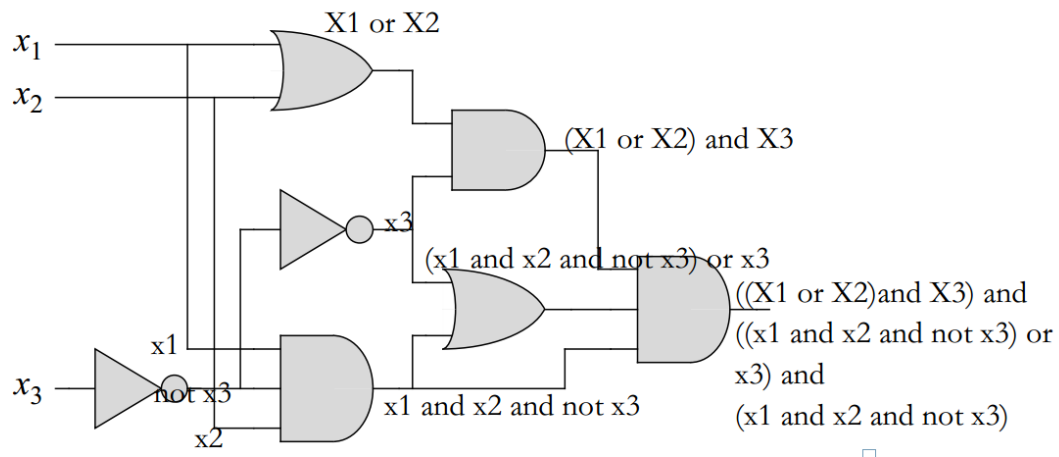 X1 or X2
x1
x2
(X1 or X2) and X3
x3
(x1 and x2 and not x3) or x3
((X1 or X2)and X3) and
((x1 and x2 and not x3) or
x3) and
(x1 and x2 and not x3)
x1
x3
not x3
x1 and x2 and not x3
x2